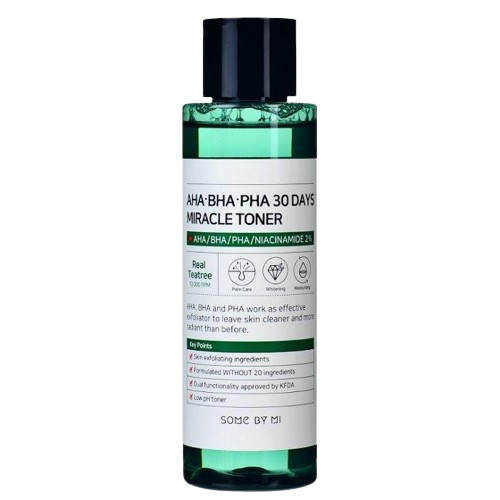 AHA·BHA·PHA 30 DAYS
MIRACLE TONER
AHA/BHA/PHA/NIACINAMIDE 2%
Real
Teatree
10,000 PPM
Pore Care
Whitening
Moisturizing
AHA, BHA and PHA work as effective
exfoliator to leave skin cleaner and more
radiant than before.
Key Points
Skin exfoliating ingredients
Formulated WITHOUT 20 ingredients
Dual functionality approved by KFDA
Low pH toner
SOME BY MI